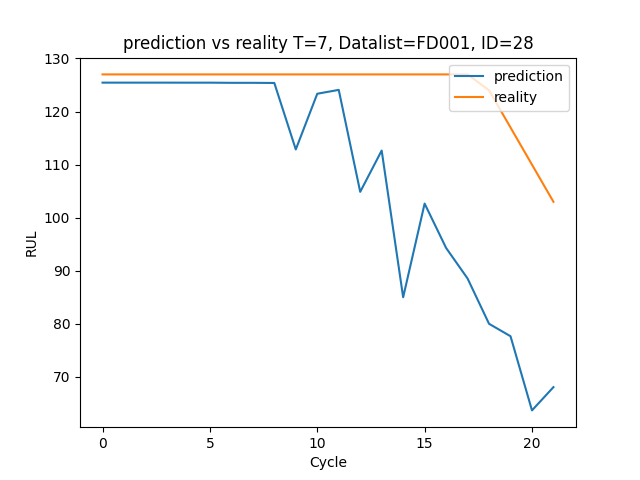 prediction vs reality T=7, Datalist=FD001, ID=28
130
120
110
100
90
80
70
RUL
prediction
reality
0
5
10
15
20
Cycle